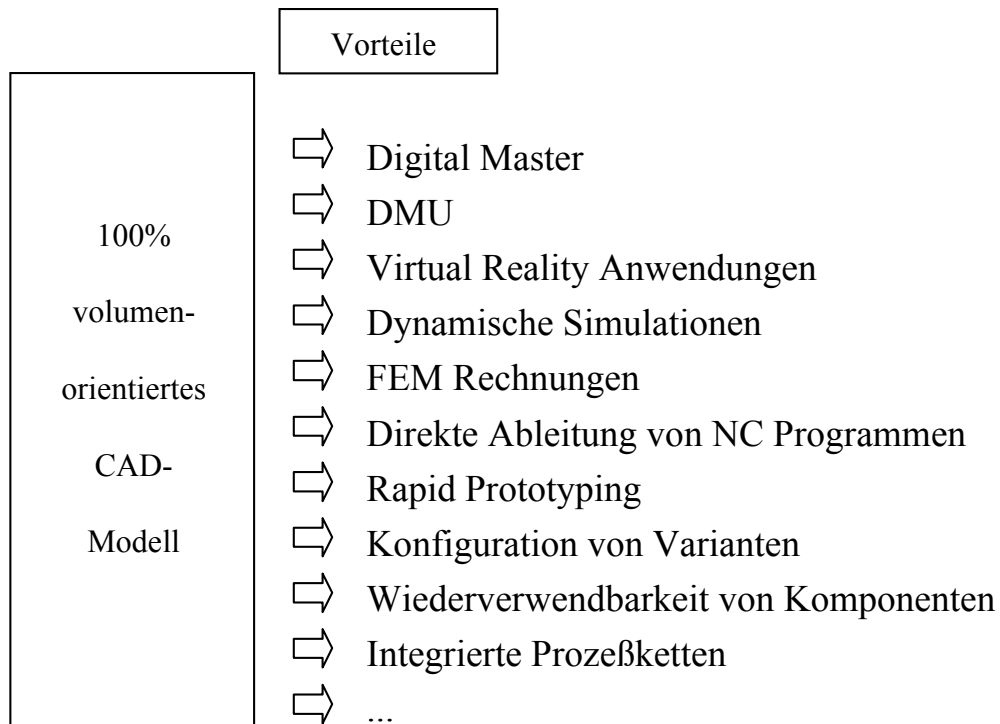 Vorteile
100%
volumen-
orientiertes
CAD-
Modell
Digital Master
DMU
Virtual Reality Anwendungen
Dynamische Simulationen
FEM Rechnungen
Direkte Ableitung von NC Programmen
Rapid Prototyping
Konfiguration von Varianten
Wiederverwendbarkeit von Komponenten
Integrierte Prozeßketten
...